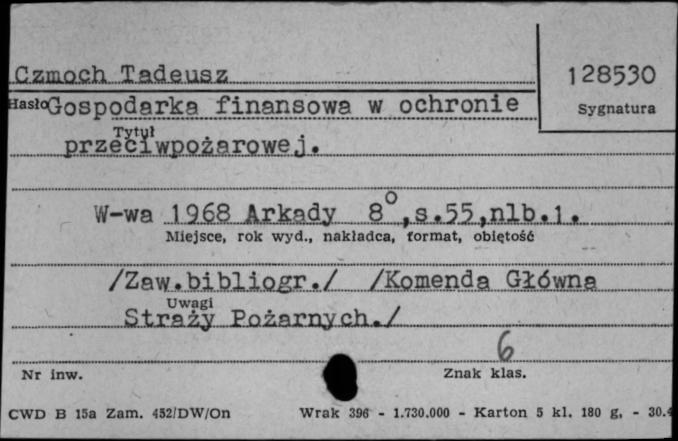 Czmoch Tadeusz
128530
Hasło
Sygnatura
Gospodarka finansowa w ochronie
Tytuł
przeciwpożarowej.
W-wa 1968 Arkady 8°,s.55,nlb.1.
Miejsce, rok wyd., nakładca, format, objętość
/Zaw.bibliogr./ /Komenda Główna
Uwagi
Straży Pożarnych./
6
Nr inw.
Znak klas.
CWD B 15a Zam. 452/DW/On Wrak 396 - 1.730.000 - Karton 5 kl. 180 g, - 30.4